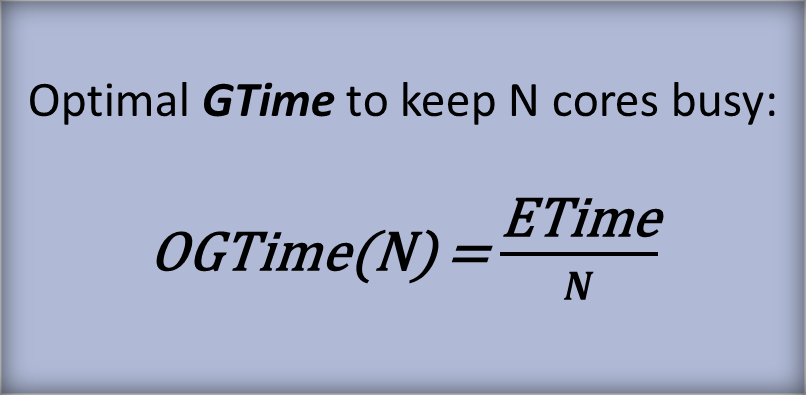 Optimal GTime to keep N cores busy:
OGTime(N) = ETime / N